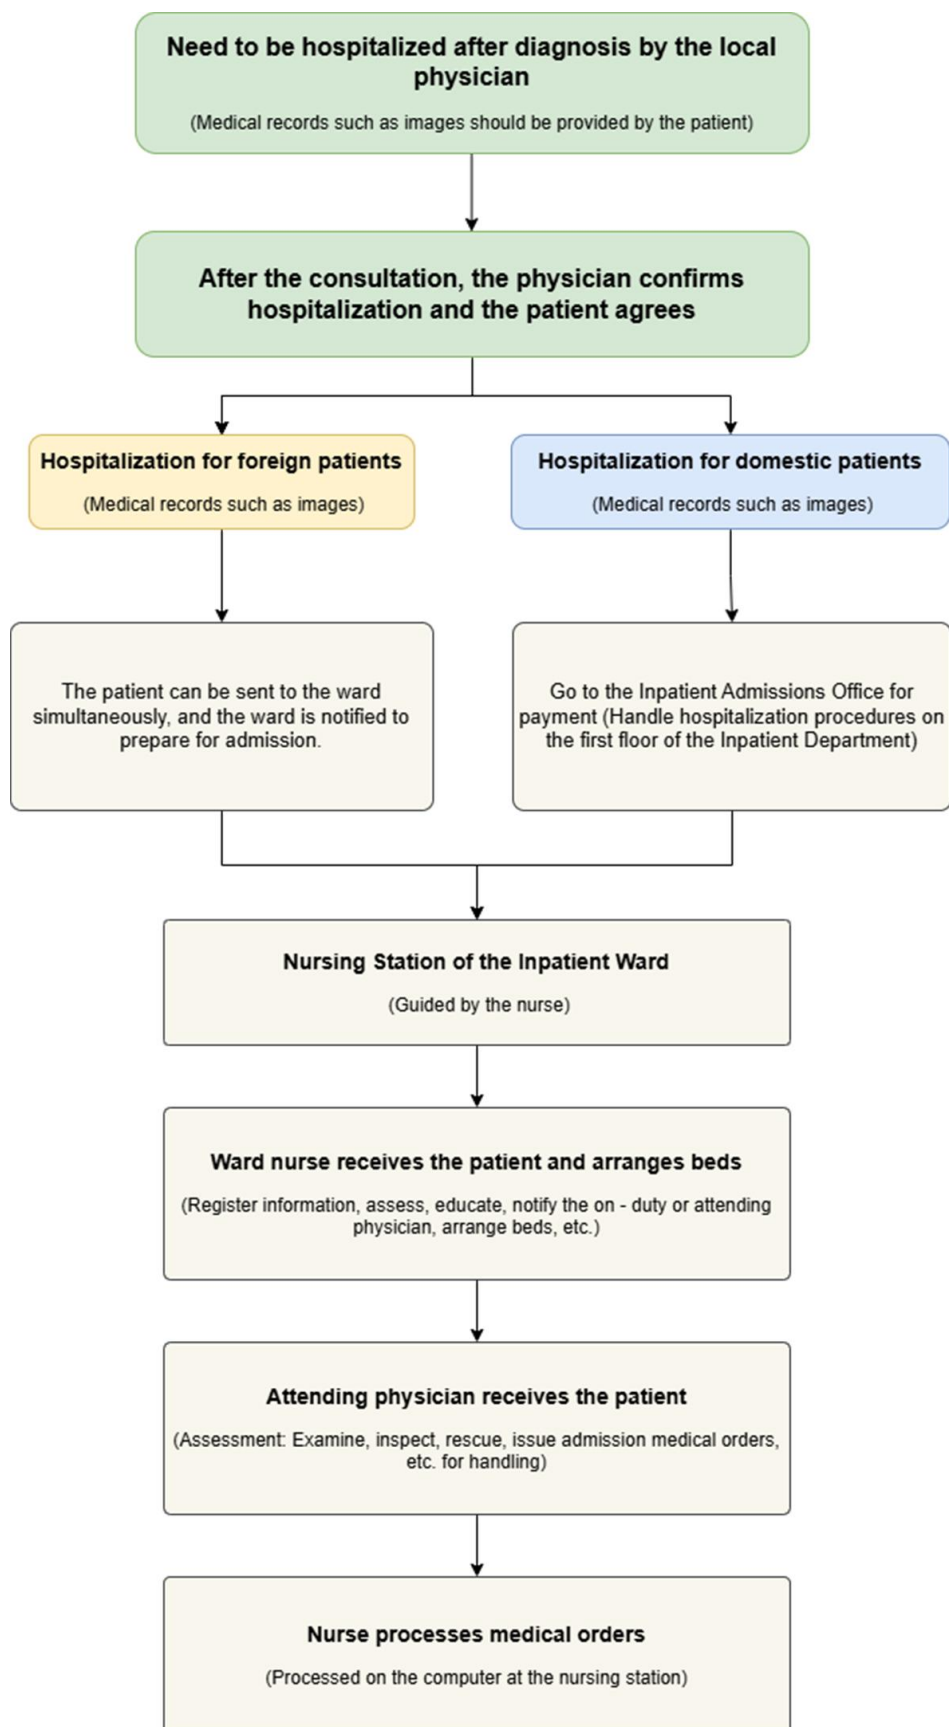 Need to be hospitalized after diagnosis by the local
physician
(Medical records such as images should be provided by the patient)
After the consultation, the physician confirms
hospitalization and the patient agrees
Hospitalization for foreign patients
(Medical records such as images)
Hospitalization for domestic patients
(Medical records such as images)
The patient can be sent to the ward
simultaneously, and the ward is notified to
prepare for admission.
Go to the Inpatient Admissions Office for
payment (Handle hospitalization procedures on
the first floor of the Inpatient Department)
Nursing Station of the Inpatient Ward
(Guided by the nurse)
Ward nurse receives the patient and arranges beds
(Register information, assess, educate, notify the on - duty or attending
physician, arrange beds, etc.)
Attending physician receives the patient
(Assessment: Examine, inspect, rescue, issue admission medical orders,
etc. for handling)
Nurse processes medical orders
(Processed on the computer at the nursing station)